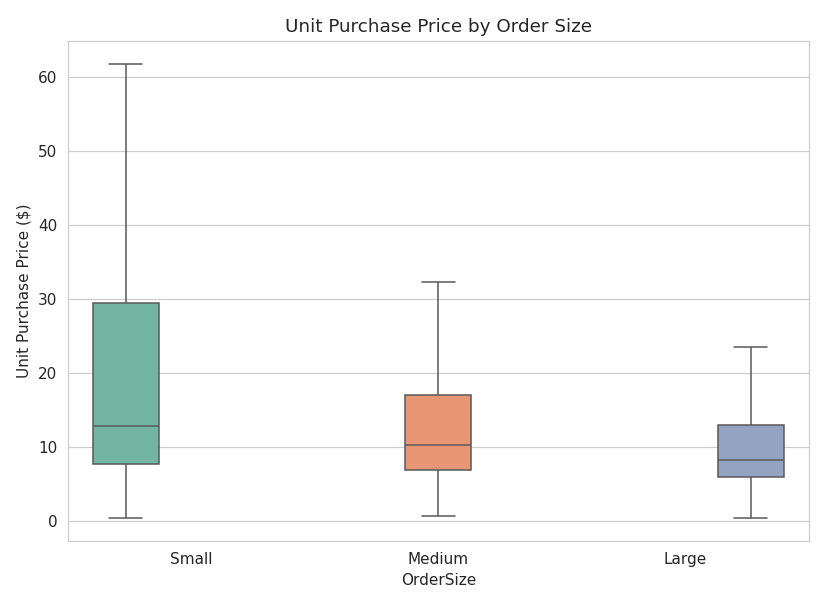 Unit Purchase Price by Order Size
Unit Purchase Price ($)
60
50
40
30
20
10
0
Small Medium Large
OrderSize